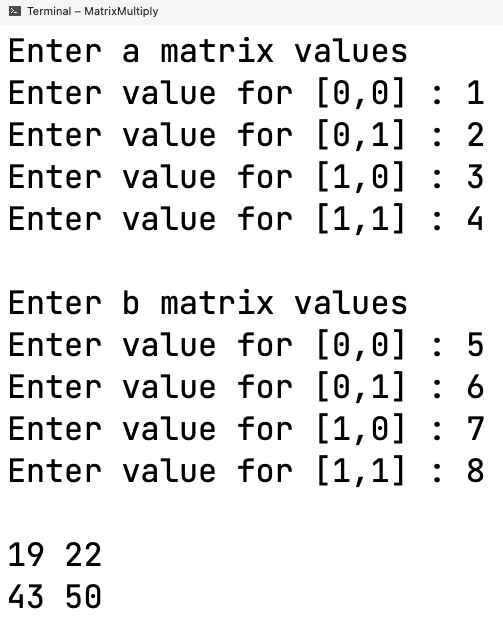 Terminal – MatrixMultiply
Enter a matrix values
Enter value for [0,0] : 1
Enter value for [0,1] : 2
Enter value for [1,0] : 3
Enter value for [1,1] : 4
Enter b matrix values
Enter value for [0,0] : 5
Enter value for [0,1] : 6
Enter value for [1,0] : 7
Enter value for [1,1] : 8
19 22
43 50